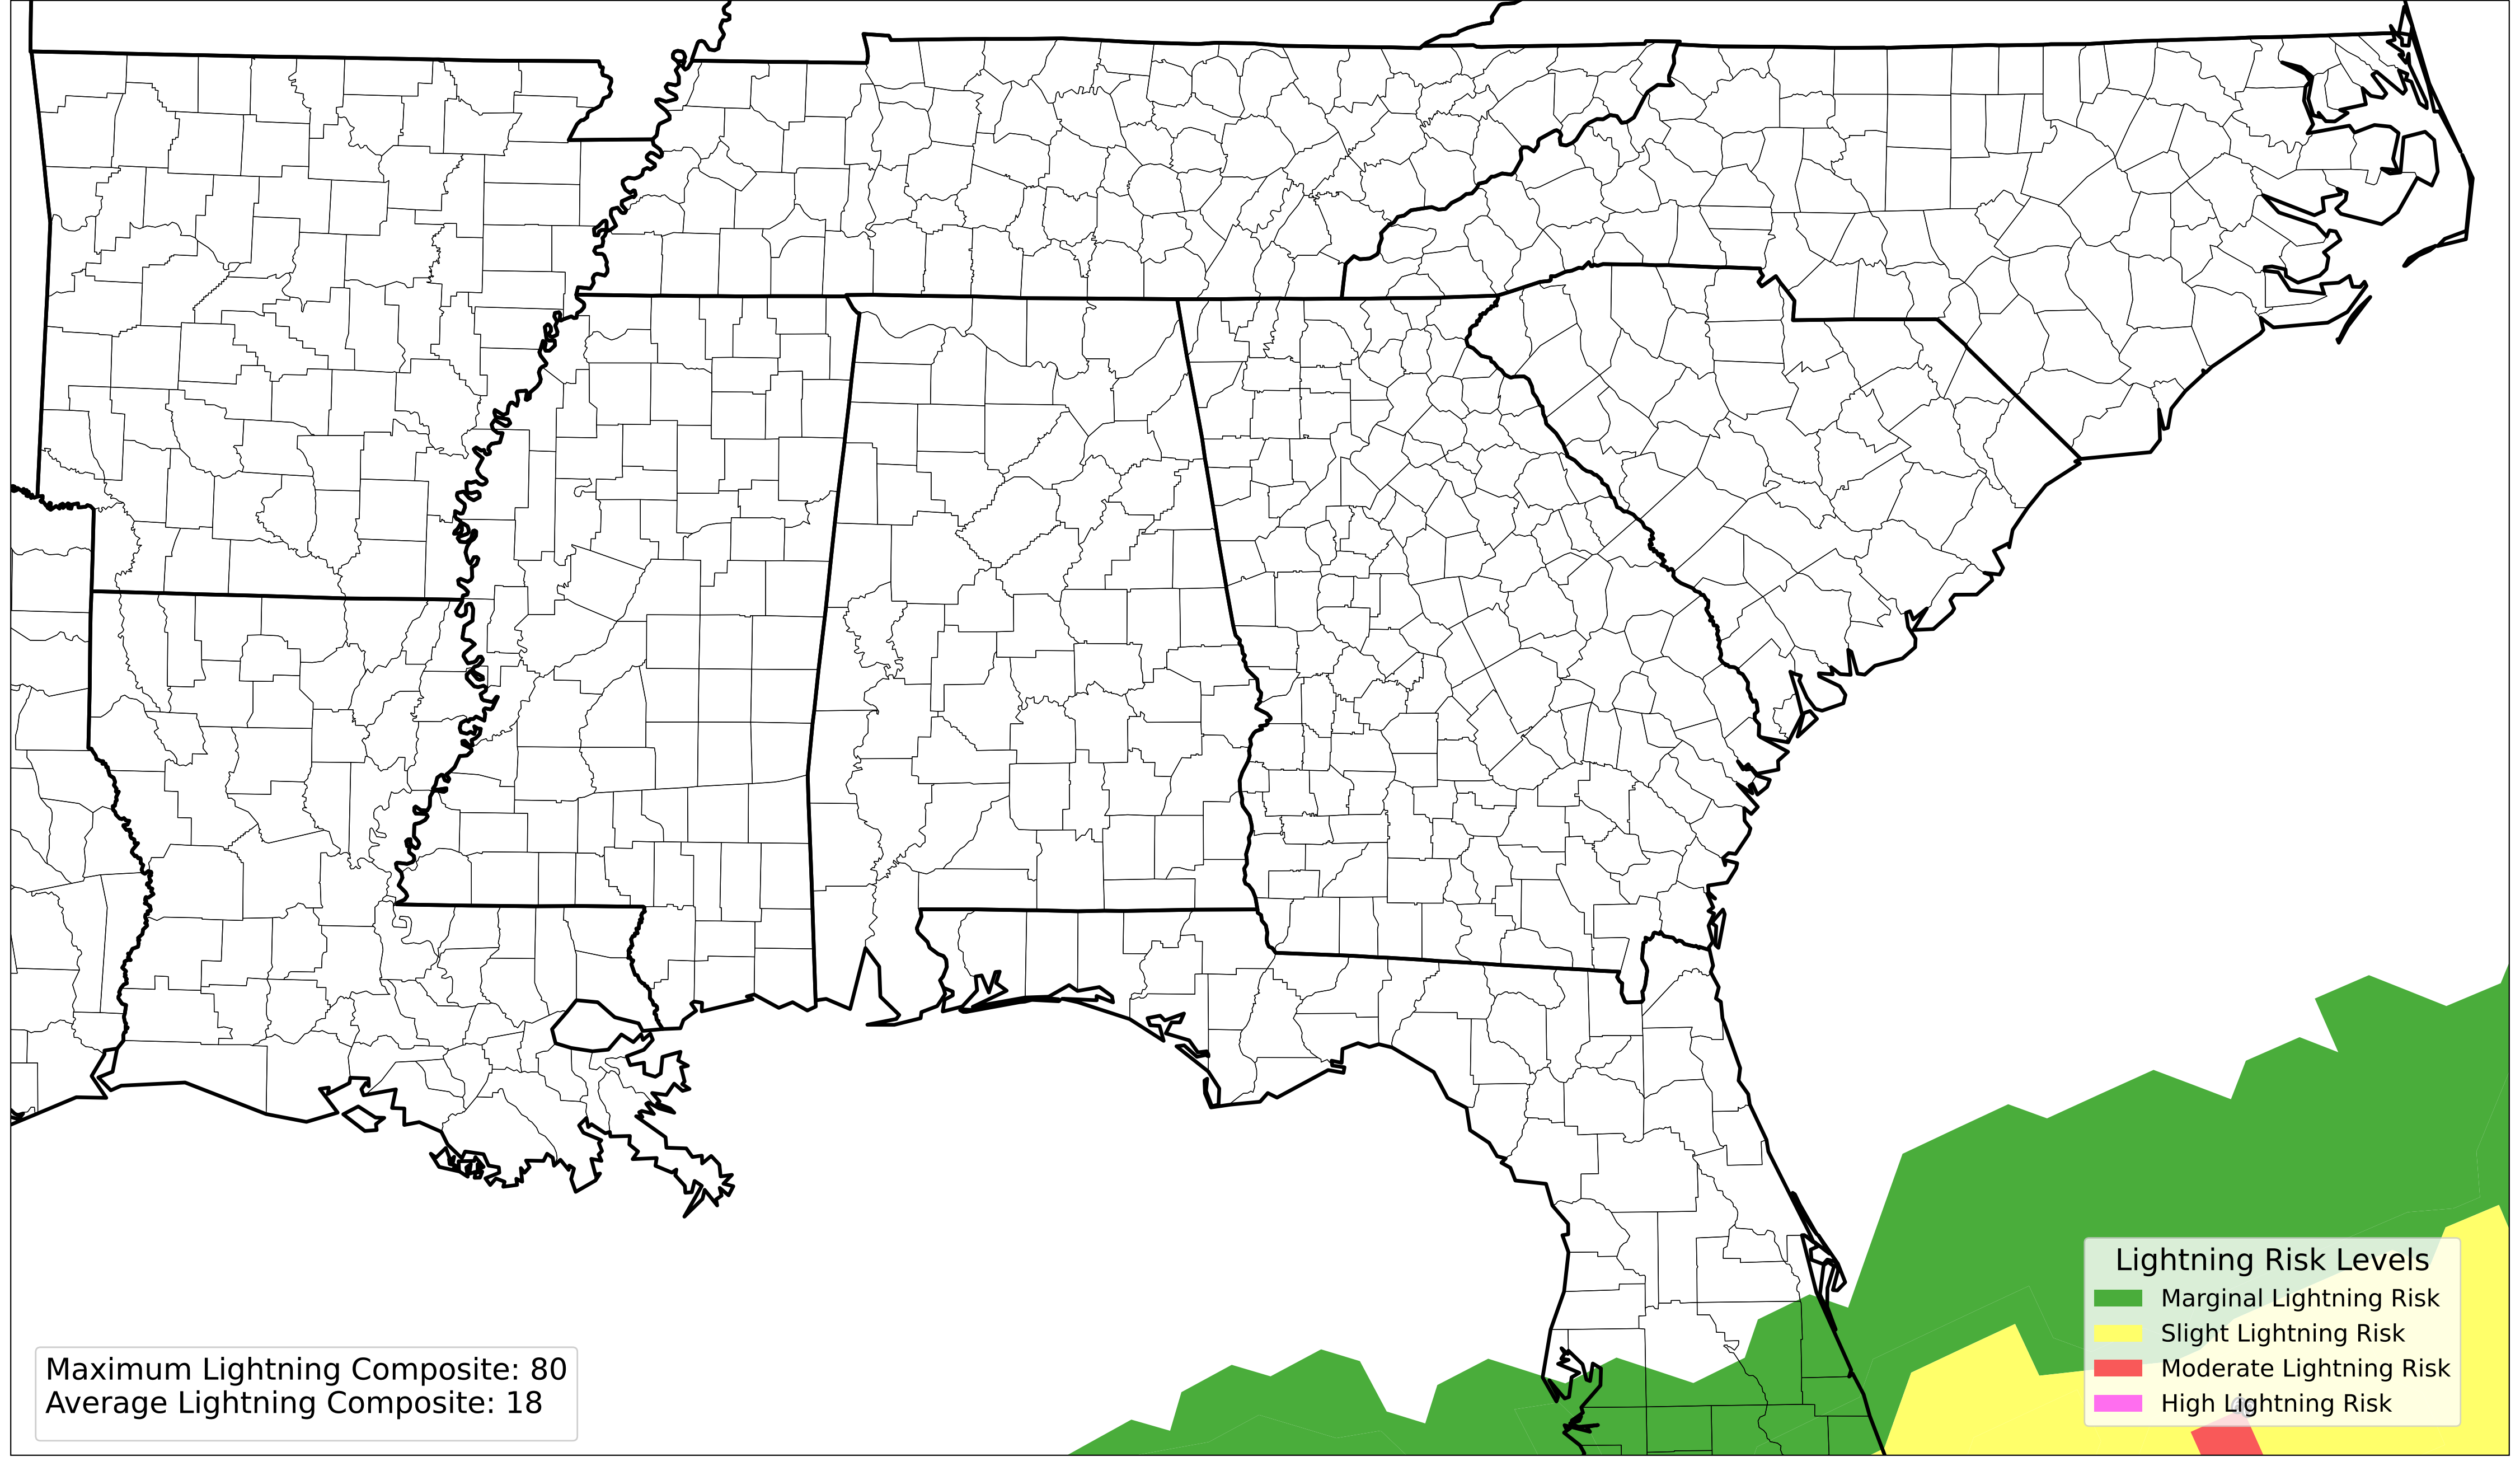 Lightning Risk Levels
Marginal Lightning Risk
Slight Lightning Risk
Moderate Lightning Risk
High Lightning Risk
Maximum Lightning Composite: 80
Average Lightning Composite: 18